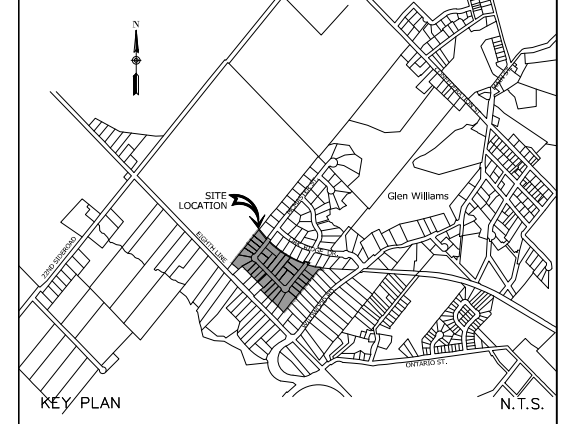 N
SITE
LOCATION
Glen Williams
EIGHTH LINE
22ND SIDEROAD
ONTARIO ST.
KEY PLAN
N.T.S.